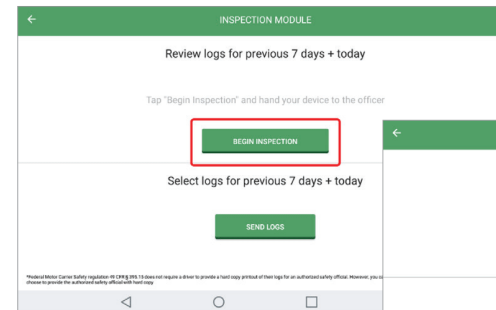 INSPECTION MODULE
Review logs for previous 7 days + today
Tap "Begin Inspection" and hand your device to the officer
BEGIN INSPECTION
Select logs for previous 7 days + today
SEND LOGS
*Federal Motor Carrier Safety regulation 49 CFR § 395.15 does not require a driver to provide a hard copy printout of their logs for an authorized safety official. However, you
choose to provide the authorized safety official with hard copy.